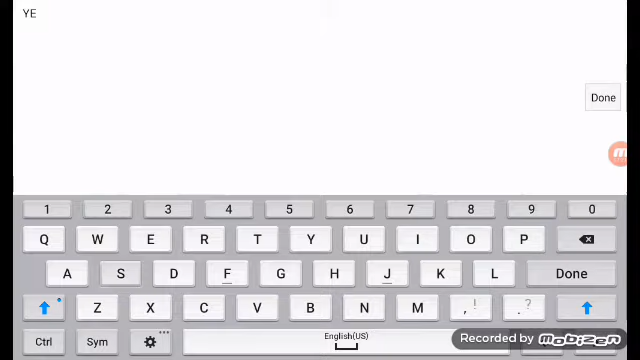 YE
Done
1 2 3 4 5 6 7 8 9 0
Q W E R T Y U I O P
A S D F G H J K L Done
Z X C V B N M , ! . ?
Ctrl Sym English(US)
Recorded by MOBIZEN